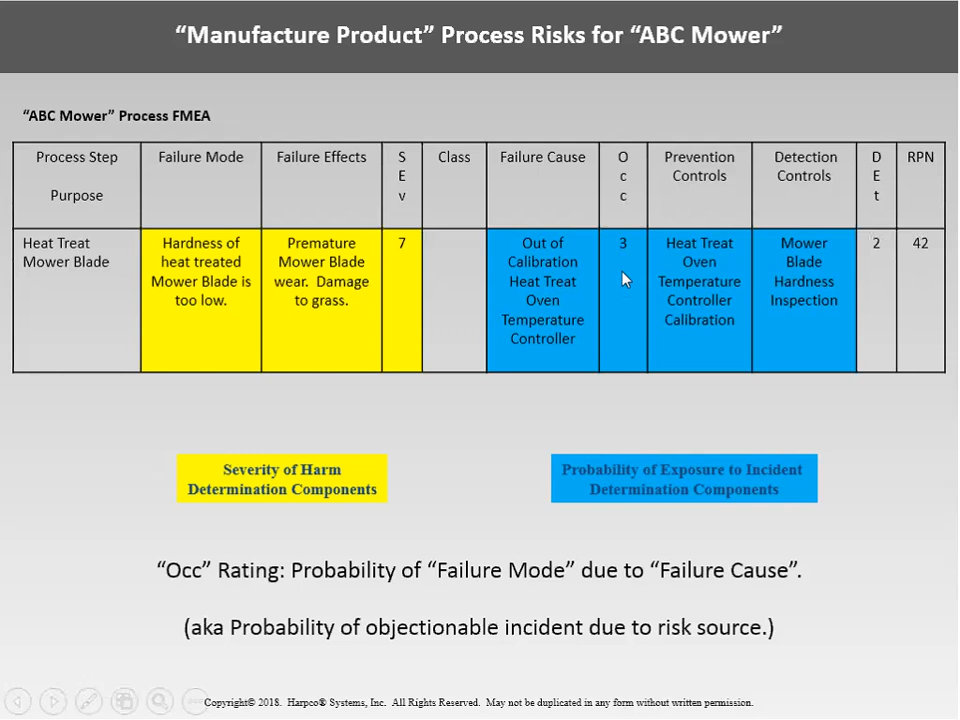 “Manufacture Product” Process Risks for “ABC Mower”
“ABC Mower” Process FMEA
Process Step
Purpose
Failure Mode
Failure Effects
S
E
v
Class
Failure Cause
O
c
c
Prevention
Controls
Detection
Controls
D
E
t
RPN
Heat Treat
Mower Blade
Hardness of
heat treated
Mower Blade is
too low.
Premature
Mower Blade
wear.  Damage
to grass.
7
Out of
Calibration
Heat Treat
Oven
Temperature
Controller
3
Heat Treat
Oven
Temperature
Controller
Calibration
Mower
Blade
Hardness
Inspection
2
42
Severity of Harm
Determination Components
Probability of Exposure to Incident
Determination Components
“Occ” Rating: Probability of “Failure Mode” due to “Failure Cause”.
(aka Probability of objectionable incident due to risk source.)
Copyright© 2018.  Harpco® Systems, Inc.  All Rights Reserved.  May not be duplicated in any form without written permission.